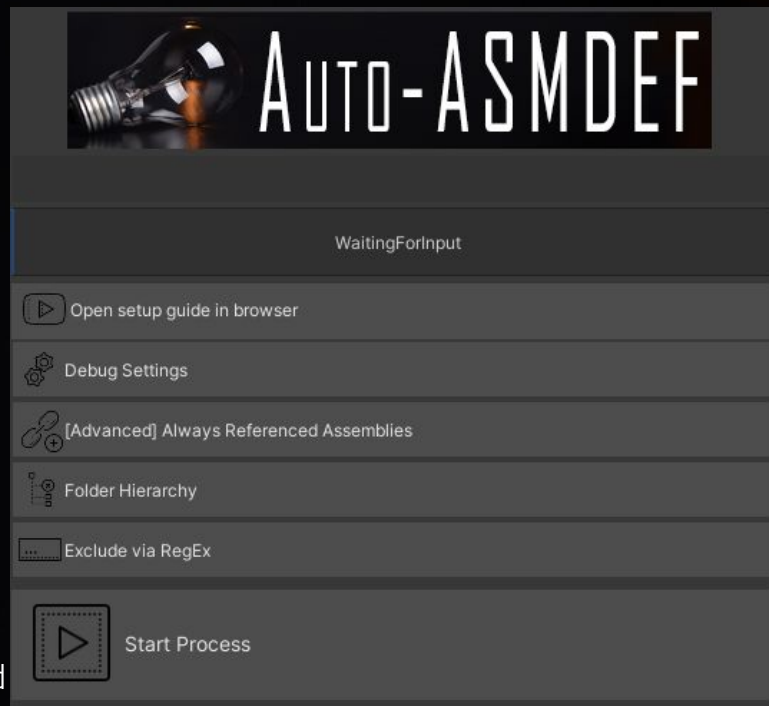 AUTO-ASMDEF
WaitingForInput
Open setup guide in browser
Debug Settings
[Advanced] Always Referenced Assemblies
Folder Hierarchy
Exclude via RegEx
Start Process